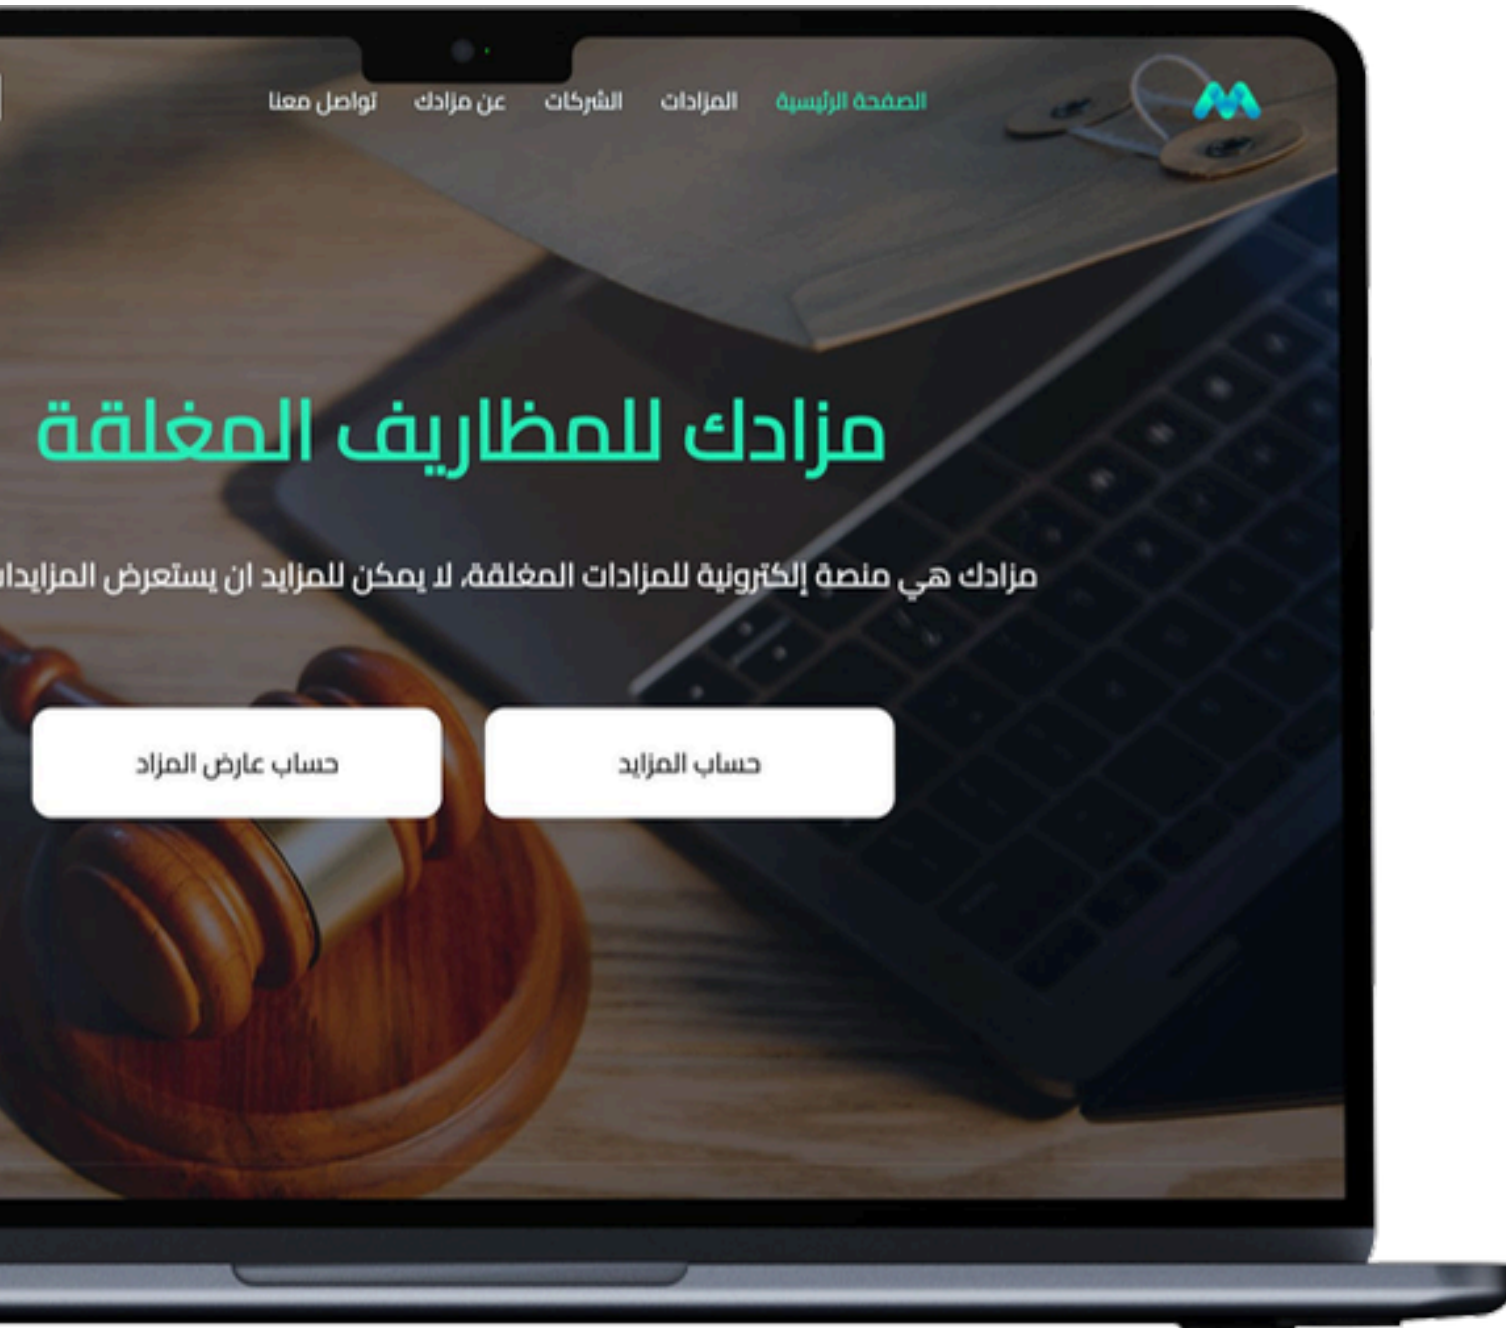 الصفحة الرئيسية المزادات الشركات عن مزادك تواصل معنا
مزادك للمظاريف المغلقة
مزادك هي منصة إلكترونية للمزادات المغلقة، لا يمكن للمزايد ان يستعرض
حساب المزايد حساب عارض المزاد